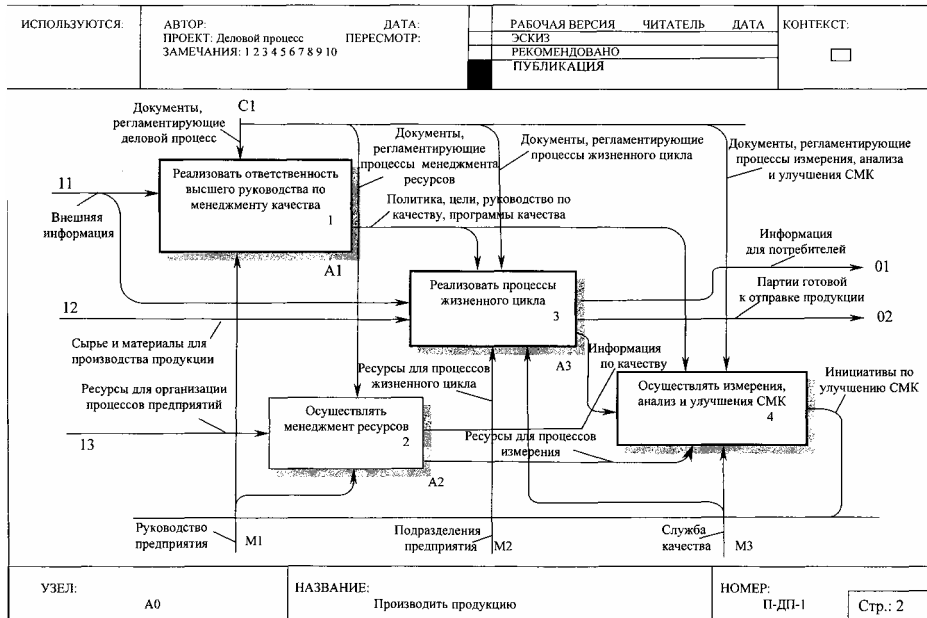 ИСПОЛЬЗУЮТСЯ:
АВТОР:
ДАТА:
ПРОЕКТ: Деловой процесс
ПЕРЕСМОТР:
ЗАМЕЧАНИЯ: 1 2 3 4 5 6 7 8 9 10
РАБОЧАЯ ВЕРСИЯ
ЧИТАТЕЛЬ
ДАТА
ЭСКИЗ
РЕКОМЕНДОВАНО
ПУБЛИКАЦИЯ
КОНТЕКСТ:
Документы,
регламентирующие
деловой процесс
C1
Документы,
регламентирующие
процессы менеджмента
ресурсов
Документы, регламентирующие
процессы жизненного цикла
Документы, регламентирующие
процессы измерения, анализа
и улучшения СМК
Реализовать ответственность
высшего руководства по
менеджменту качества
1
A1
11
Внешняя
информация
Политика, цели, руководство по
качеству, программы качества
Информация
для потребителей
01
Реализовать процессы
жизненного цикла
3
A3
Партии готовой
к отправке продукции
02
12
Сырье и материалы для
производства продукции
Ресурсы для процессов
жизненного цикла
Информация
по качеству
Ресурсы для организации
процессов предприятий
13
Осуществлять
менеджмент ресурсов
2
A2
Осуществлять измерения,
анализ и улучшения СМК
4
Инициативы по
улучшению СМК
Ресурсы для процессов
измерения
Руководство
предприятия
M1
Подразделения
предприятия
M2
Служба
качества
M3
УЗЕЛ:
A0
НАЗВАНИЕ:
Производить продукцию
НОМЕР:
П-ДП-1
Стр.: 2